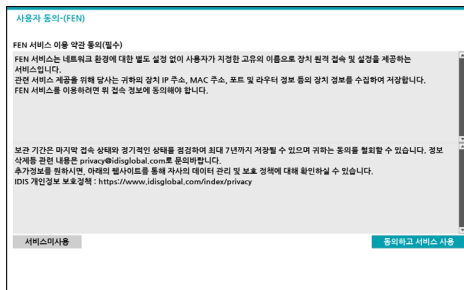 사용자 동의-(FEN)
FEN 서비스 이용 약관 동의(필수)
FEN 서비스는 네트워크 환경에 대한 별도 설정 없이 사용자가 지정한 고유의 이름으로 장치 원격 접속 및 설정을 제공하는
서비스입니다.
관련 서비스 제공을 위해 당사는 귀하의 장치 IP 주소, MAC 주소, 포트 및 라우터 정보 등의 장치 정보를 수집하여 저장합니다.
FEN 서비스를 이용하려면 위 접속 정보에 동의해야 합니다.
보관 기간은 마지막 접속 상태와 정기적인 상태를 점검하여 최대 7년까지 저장될 수 있으며 귀하는 동의를 철회할 수 있습니다. 정보
삭제등 관련 내용은 privacy@idisglobal.com로 문의바랍니다.
추가정보를 원하시면, 아래의 웹사이트를 통해 자사의 데이터 관리 및 보호 정책에 대해 확인하실 수 있습니다.
IDIS 개인정보 보호정책 : https://www.idisglobal.com/index/privacy
서비스미사용
동의하고 서비스 사용